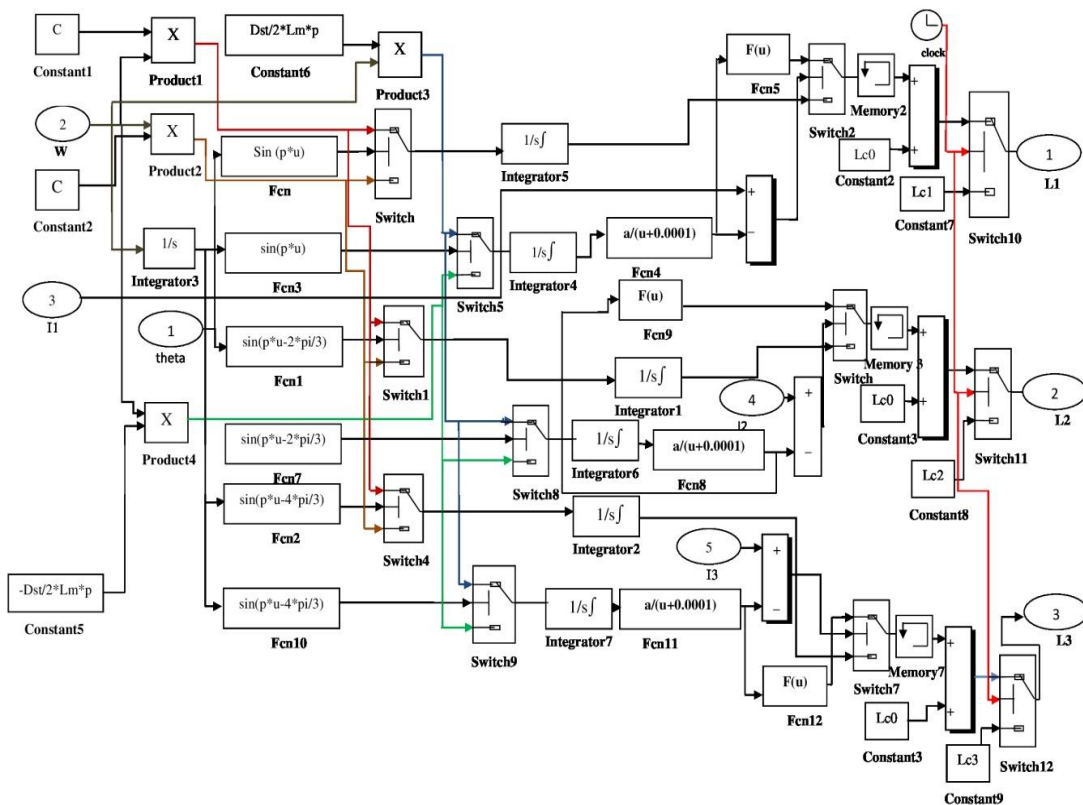 C
Constant1
X
Product1
Dst/2*Lm*p
Constant6
X
Product3
clock
F(u)
Fcn5
Switch2
Memory2
+
+
2
W
X
Product2
Sin (p*u)
Fcn
Switch
1/s∫
Integrator5
Lc0
Constant2
Lc1
Constant7
Switch10
1
L1
C
Constant2
+
−
1/s
Integrator3
sin(p*u)
Fcn3
Switch5
1/s∫
Integrator4
a/(u+0.0001)
Fcn4
3
I1
1
theta
sin(p*u-2*pi/3)
Fcn1
Switch1
F(u)
Fcn9
Switch
Memory 3
+
+
1/s∫
Integrator1
4
I2
+
−
Lc0
Constant3
Switch11
2
L2
X
Product4
sin(p*u-2*pi/3)
Fcn7
Switch8
1/s∫
Integrator6
a/(u+0.0001)
Fcn8
Lc2
Constant8
sin(p*u-4*pi/3)
Fcn2
Switch4
1/s∫
Integrator2
5
I3
+
−
-Dst/2*Lm*p
Constant5
sin(p*u-4*pi/3)
Fcn10
Switch9
1/s∫
Integrator7
a/(u+0.0001)
Fcn11
F(u)
Fcn12
Switch7
Memory7
+
+
3
L3
Lc0
Constant3
Lc3
Constant9
Switch12